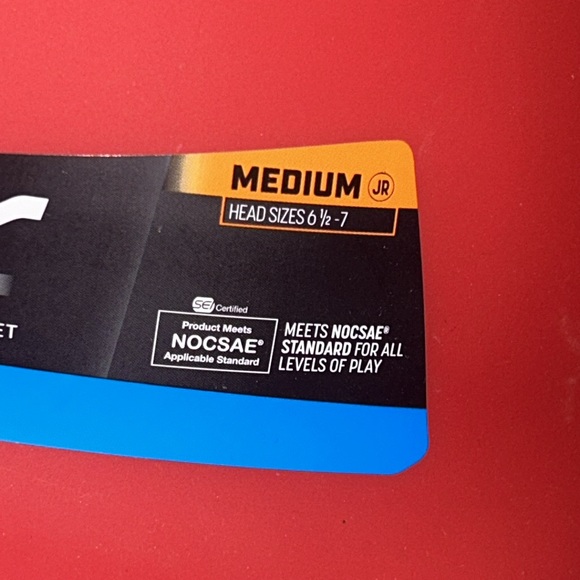 MEDIUM JR
HEAD SIZES 6 ½ - 7
SEI Certified
Product Meets
NOCSAE®
Applicable Standard
MEETS NOCSAE®
STANDARD FOR ALL
LEVELS OF PLAY